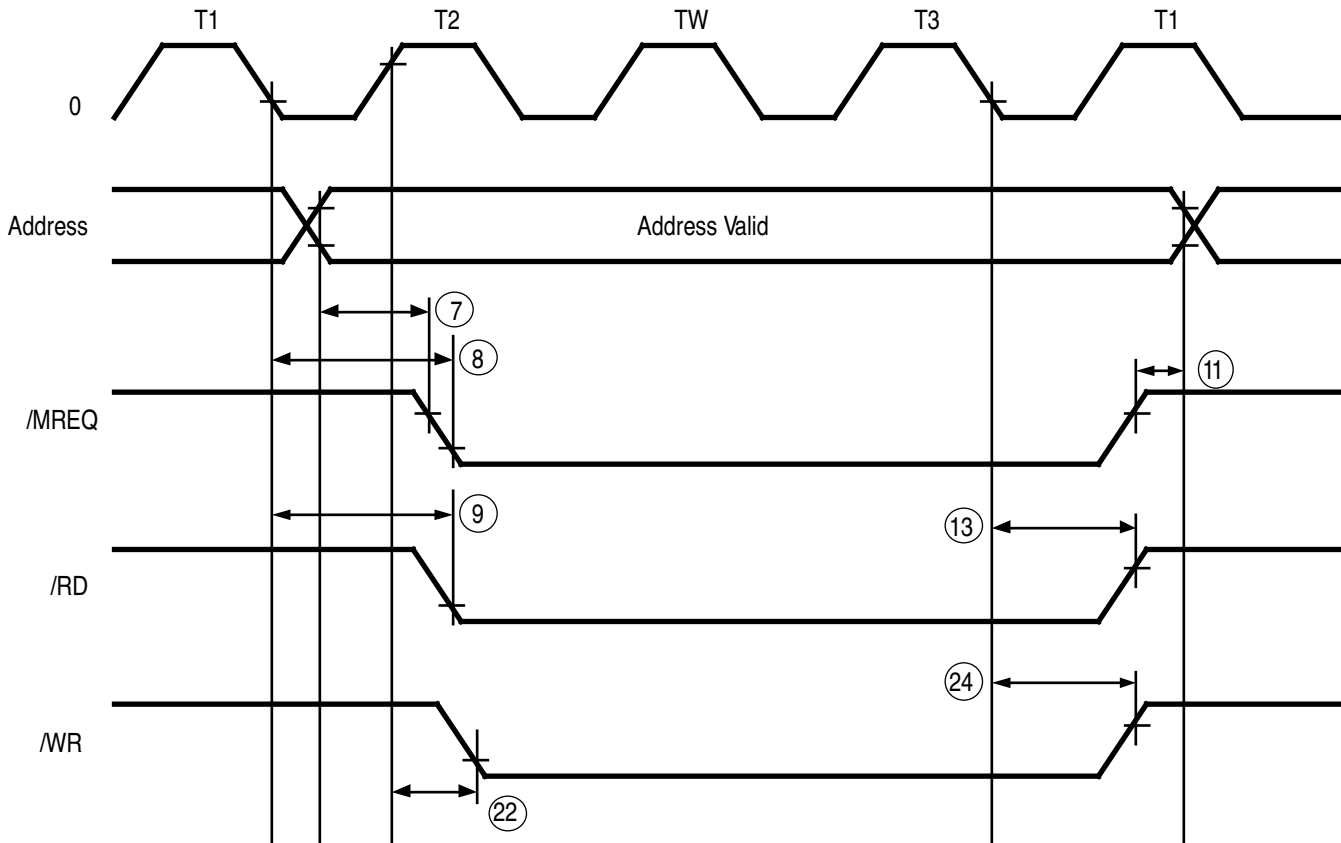 T1 T2 TW T3 T1
0
Address Address Valid
7
8
11
/MREQ
9
13
/RD
24
/WR
22